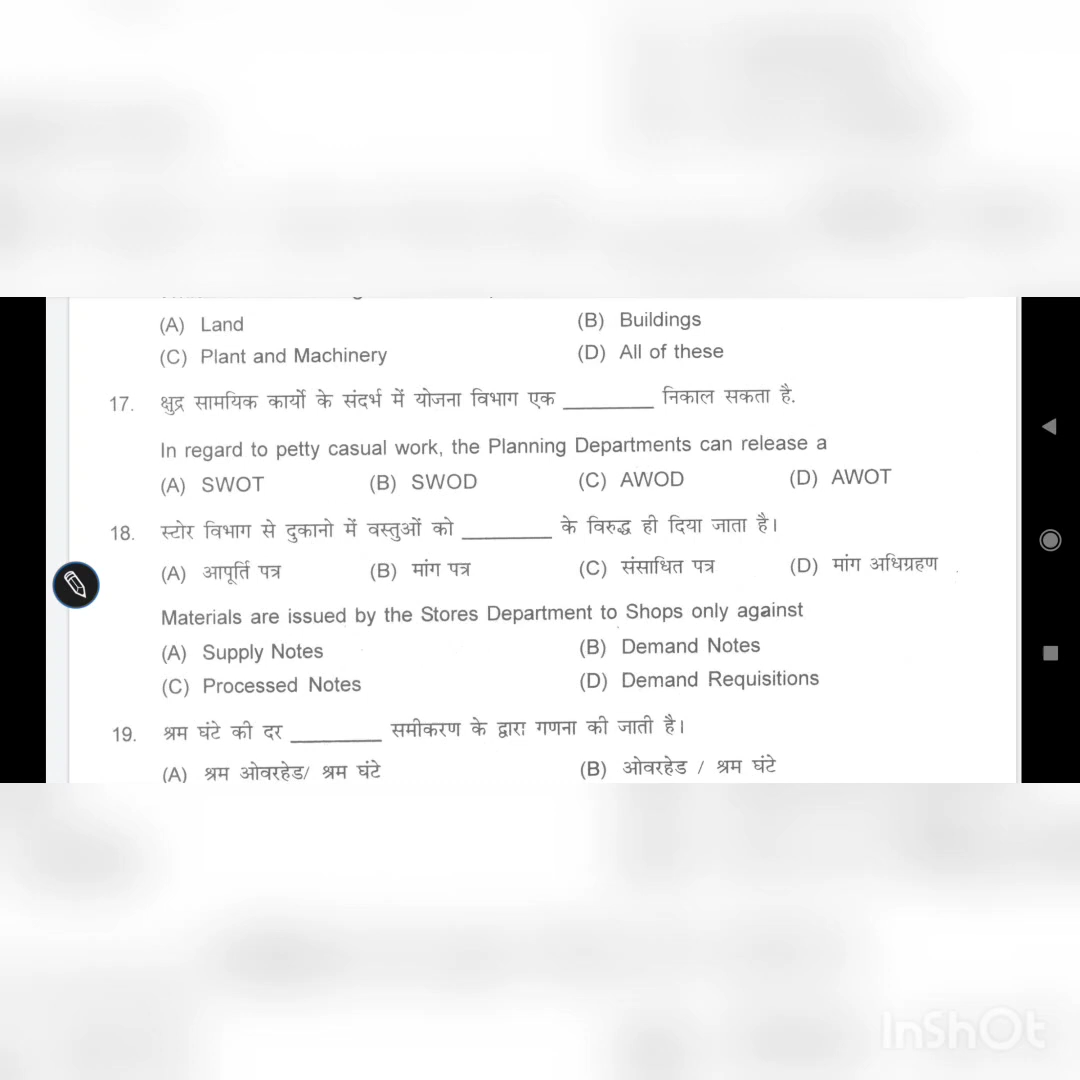 (A) Land (B) Buildings
(C) Plant and Machinery (D) All of these
17. क्षुद्र सामयिक कार्यो के संदर्भ में योजना विभाग एक ________ निकाल सकता है.
In regard to petty casual work, the Planning Departments can release a
(A) SWOT (B) SWOD (C) AWOD (D) AWOT
18. स्टोर विभाग से दुकानो में वस्तुओं को ________ के विरुद्ध ही दिया जाता है।
(A) आपूर्ति पत्र (B) मांग पत्र (C) संसाधित पत्र (D) मांग अधिग्रहण
Materials are issued by the Stores Department to Shops only against
(A) Supply Notes (B) Demand Notes
(C) Processed Notes (D) Demand Requisitions
19. श्रम घंटे की दर ________ समीकरण के द्वारा गणना की जाती है।
(A) श्रम ओवरहेड/ श्रम घंटे (B) ओवरहेड / श्रम घंटे
InShOt